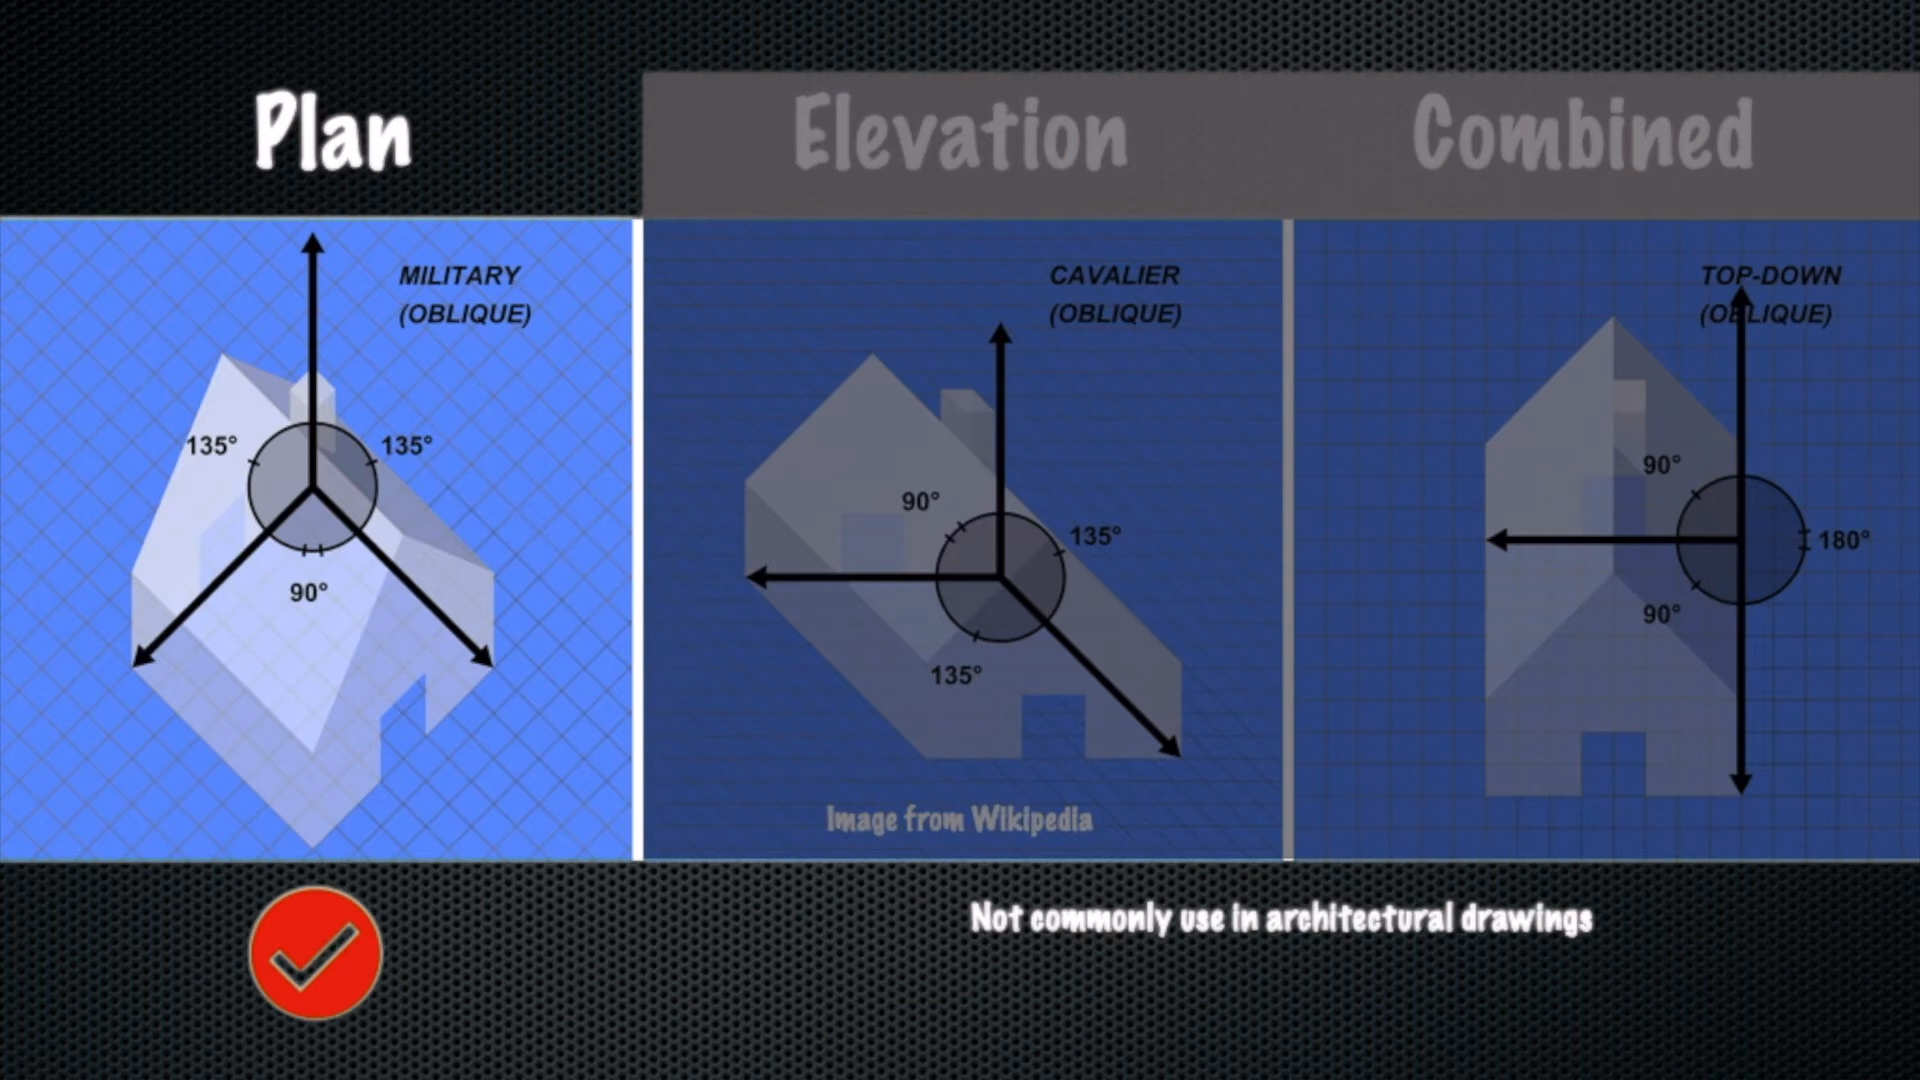 Plan
Elevation
Combined
MILITARY
(OBLIQUE)
135°
135°
90°
CAVALIER
(OBLIQUE)
90°
135°
135°
Image from Wikipedia
TOP-DOWN
(OBLIQUE)
90°
180°
90°
Not commonly use in architectural drawings